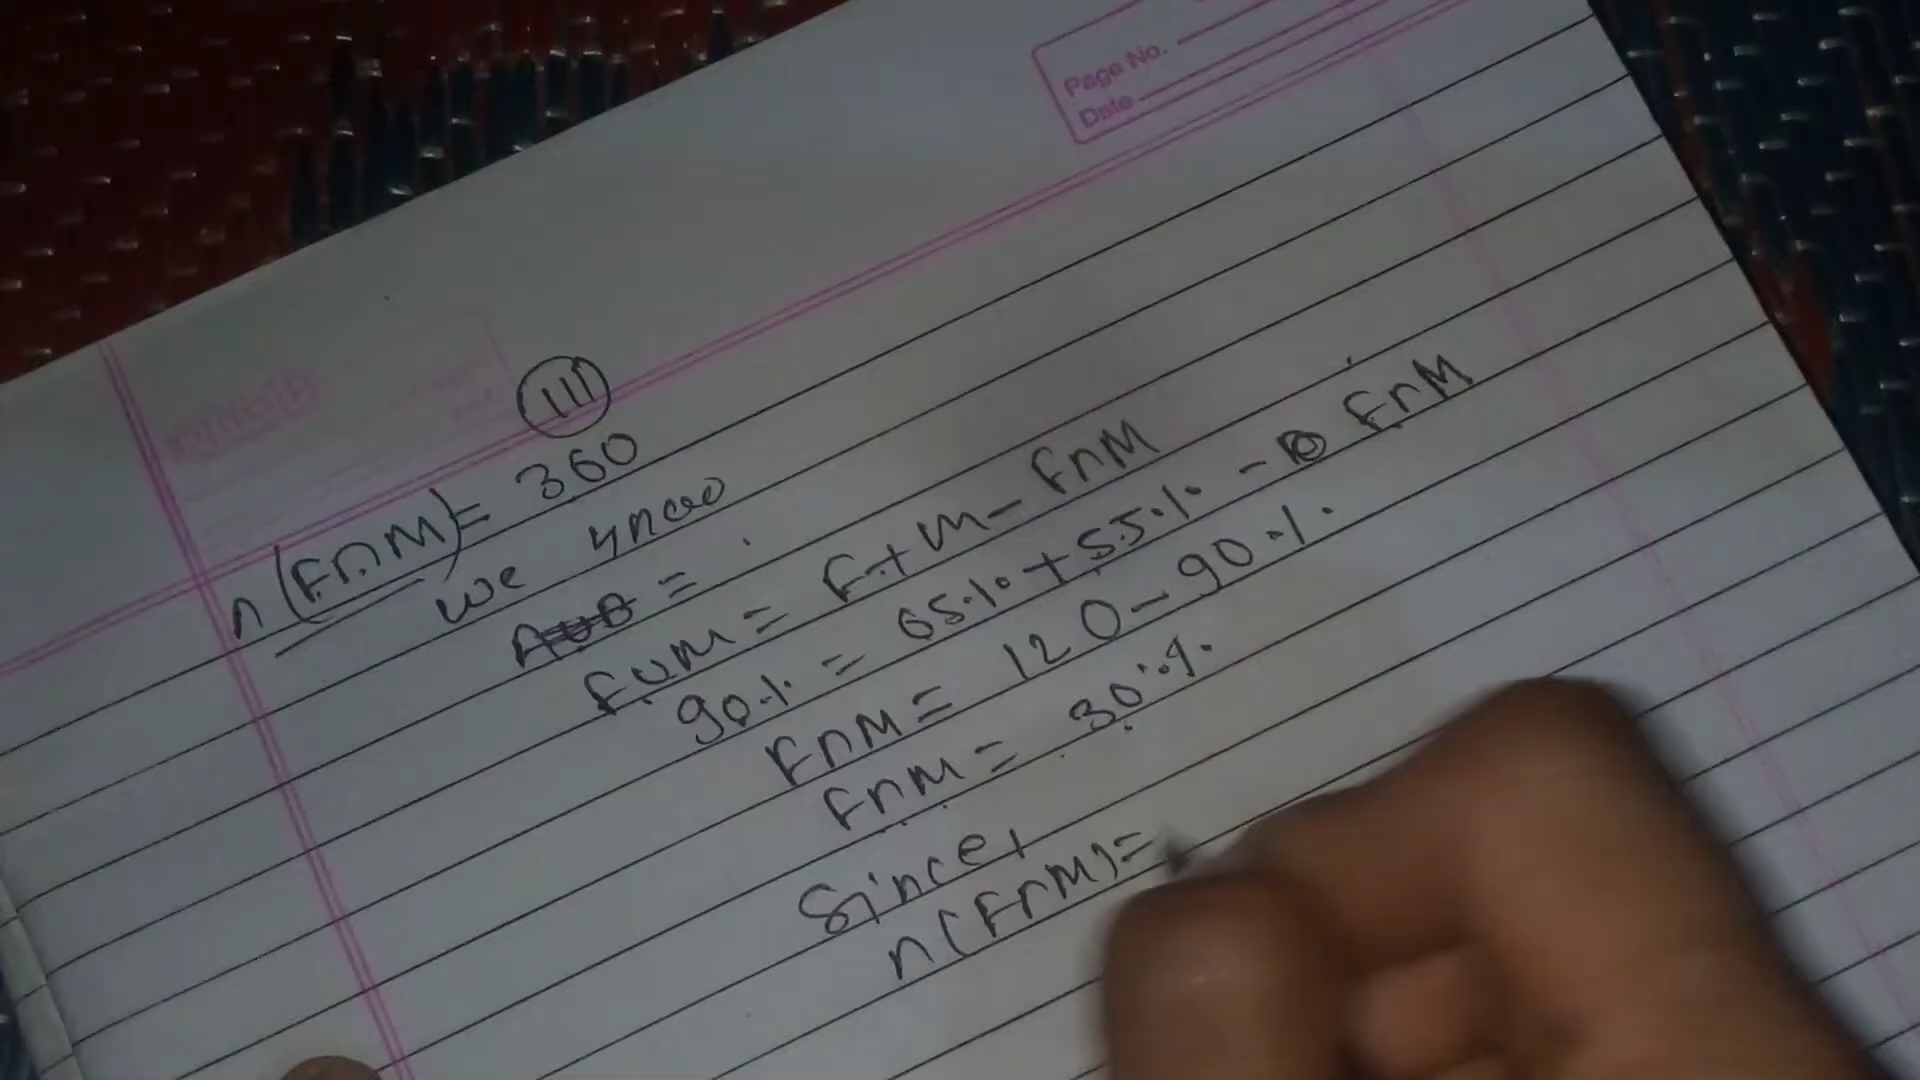 Page No.
Date
III
n(F∩M) = 360
we know
A∪B =
F∪M = F + M - F∩M
90% = 65% + 55% - F∩M
F∩M = 120 - 90%
F∩M = 30%
Since,
n(F∩M) =